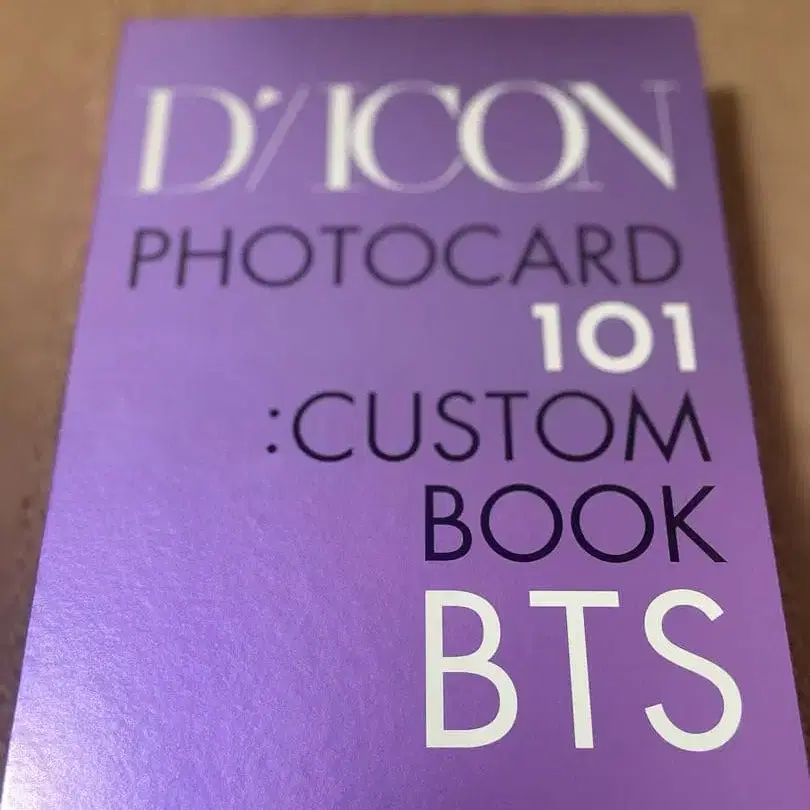 D'/ICON
PHOTOCARD
101
:CUSTOM
BOOK
BTS